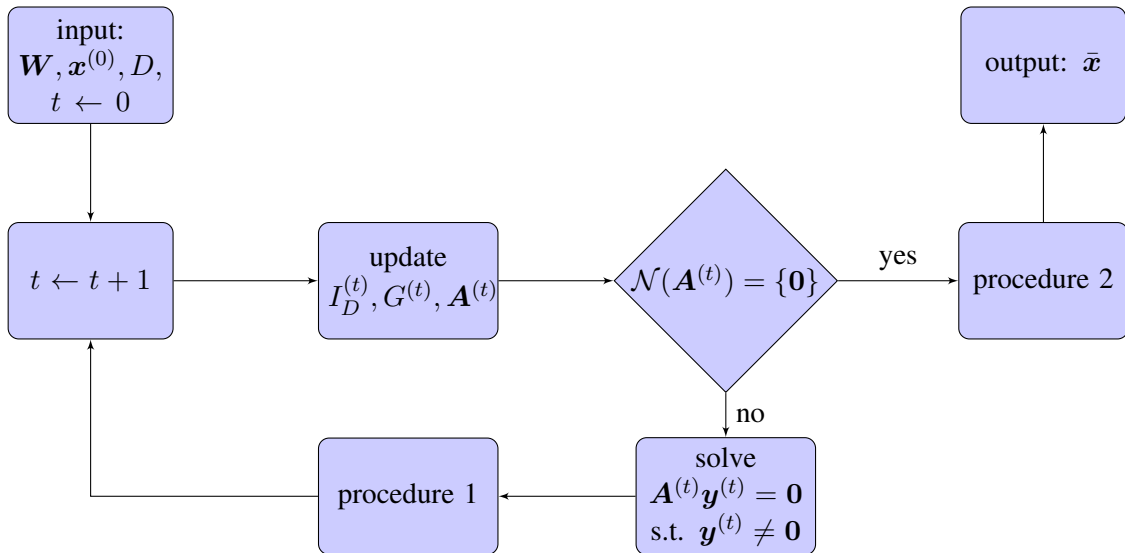 input:
𝑾, 𝒙⁽⁰⁾, D,
t ← 0
output: x̄
t ← t + 1
update
I_D^{(t)}, G^{(t)}, A^{(t)}
𝒩(A^{(t)}) = {0}
yes
procedure 2
no
procedure 1
solve
A^{(t)}y^{(t)} = 0
s.t. y^{(t)} ≠ 0